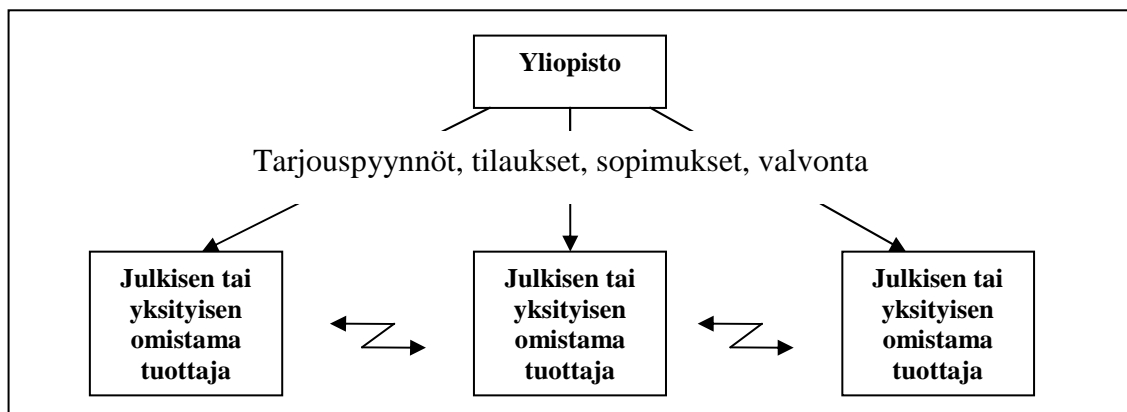 Yliopisto
Tarjouspyynnöt, tilaukset, sopimukset, valvonta
Julkisen tai
yksityisen
omistama
tuottaja
Julkisen tai
yksityisen
omistama
tuottaja
Julkisen tai
yksityisen
omistama
tuottaja